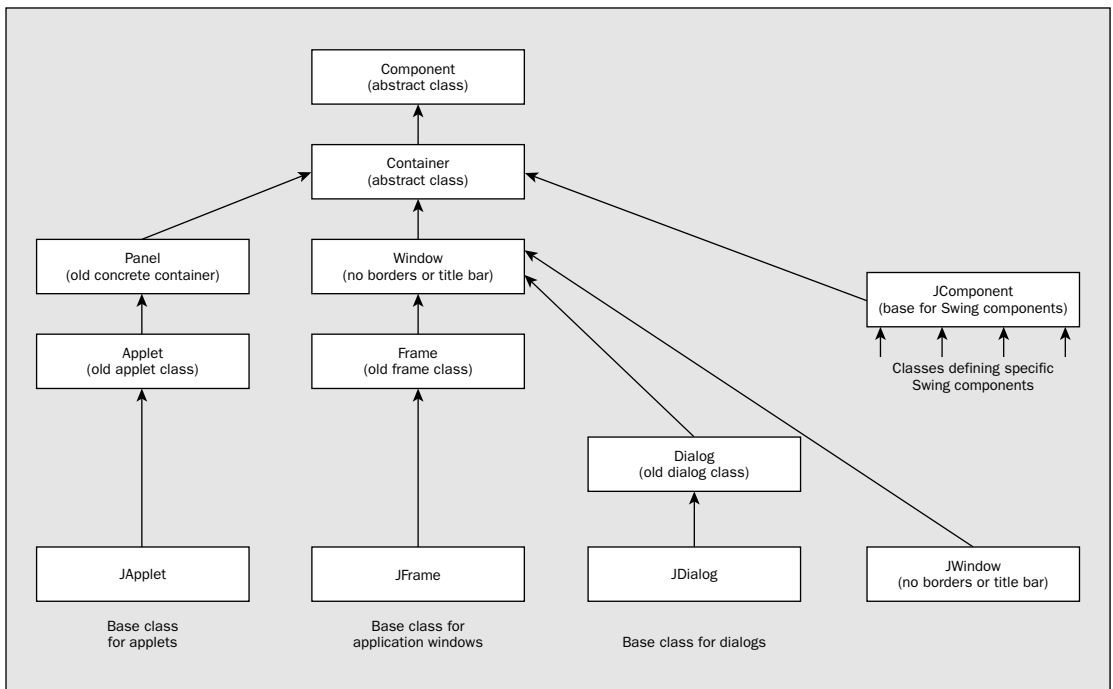 Component
(abstract class)
Container
(abstract class)
Panel
(old concrete container)
Window
(no borders or title bar)
JComponent
(base for Swing components)
Applet
(old applet class)
Frame
(old frame class)
Classes defining specific
Swing components
Dialog
(old dialog class)
JApplet
JFrame
JDialog
JWindow
(no borders or title bar)
Base class
for applets
Base class for
application windows
Base class for dialogs